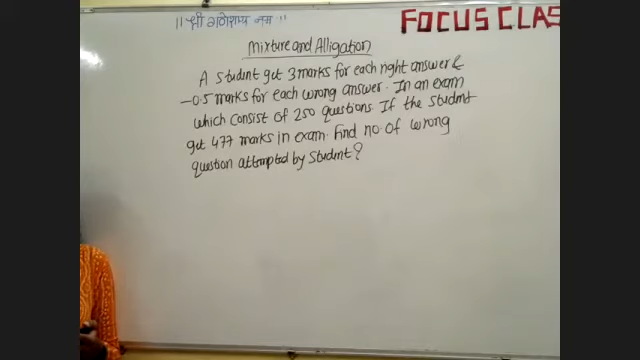 ॥ श्री गणेशाय नमः ॥
FOCUS CLAS
Mixture and Alligation
A student get 3 marks for each right answer &
-0.5 marks for each wrong answer. In an exam
which consist of 250 questions. If the student
get 477 marks in exam. Find no. of wrong
question attempted by student?